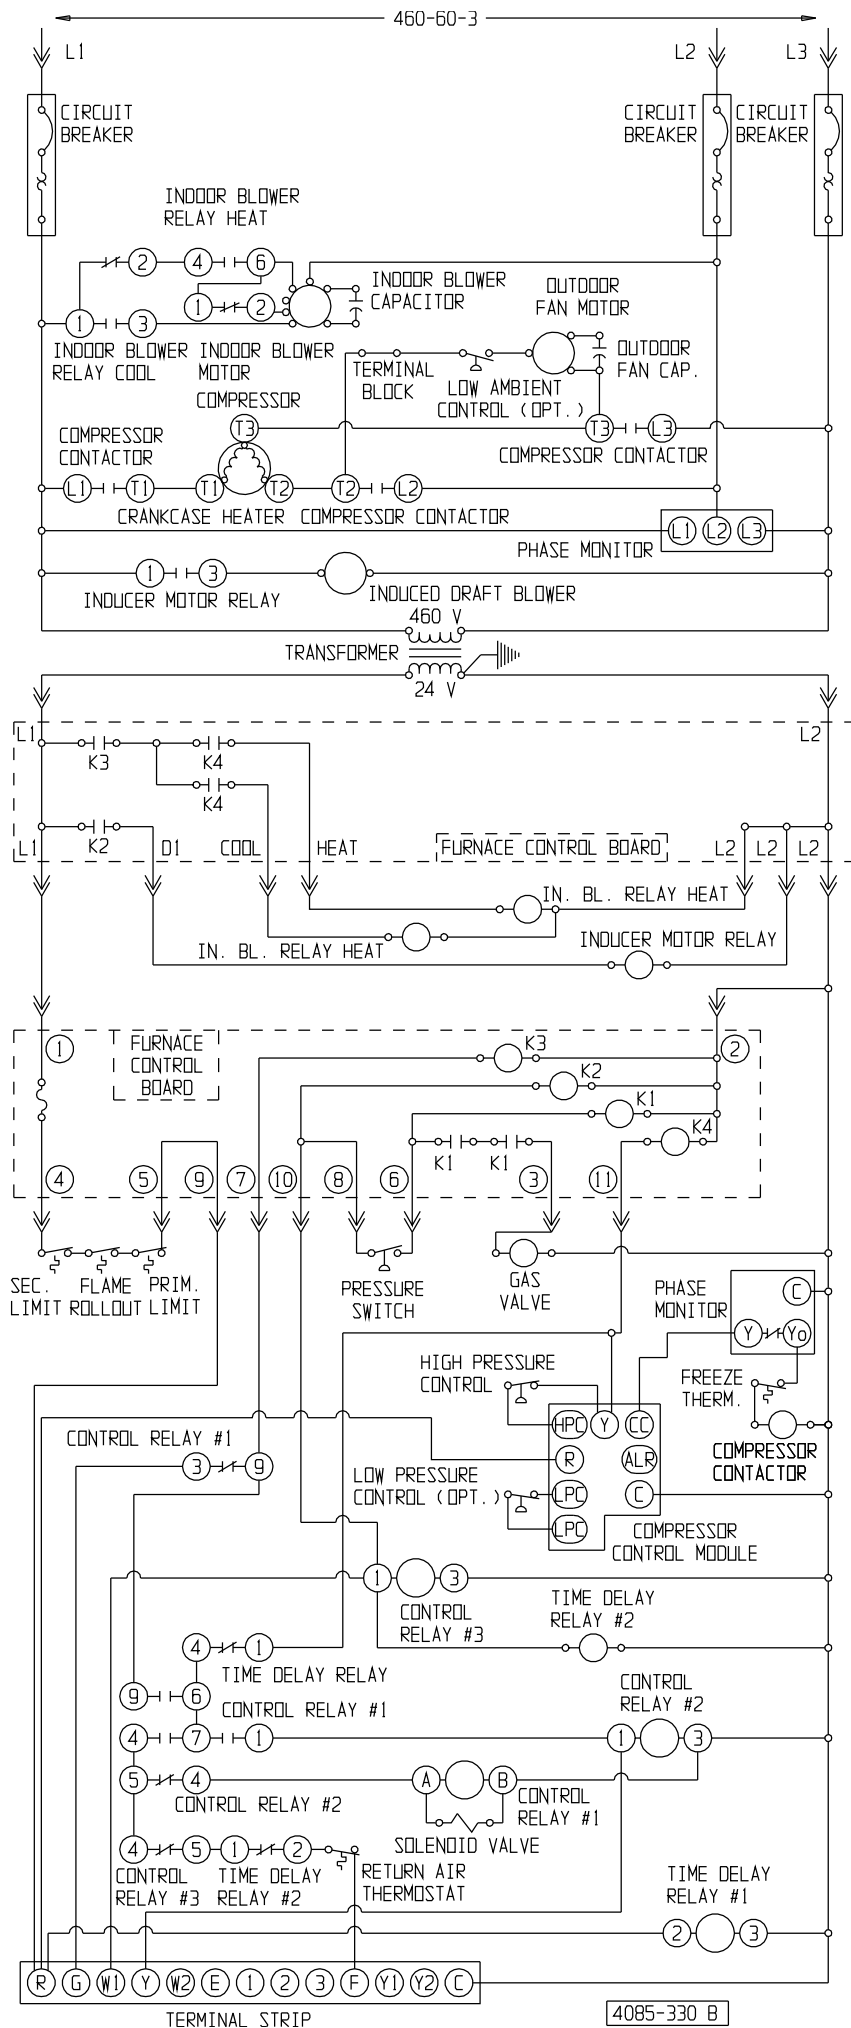 460-60-3
L1
L2
L3
CIRCUIT
BREAKER
CIRCUIT
BREAKER
CIRCUIT
BREAKER
INDOOR BLOWER
RELAY HEAT
2
4
6
1
2
INDOOR BLOWER
CAPACITOR
OUTDOOR
FAN MOTOR
1
3
INDOOR BLOWER
RELAY COOL
INDOOR BLOWER
MOTOR
TERMINAL
BLOCK
LOW AMBIENT
CONTROL (OPT.)
OUTDOOR
FAN CAP.
COMPRESSOR
T3
T3
L3
COMPRESSOR
CONTACTOR
COMPRESSOR CONTACTOR
L1
T1
T1
T2
T2
L2
CRANKCASE HEATER
COMPRESSOR CONTACTOR
L1
L2
L3
PHASE MONITOR
1
3
INDUCER MOTOR RELAY
INDUCED DRAFT BLOWER
460 V
TRANSFORMER
24 V
L1
L2
K3
K4
K4
L1
K2
D1
COOL
HEAT
FURNACE CONTROL BOARD
L2
L2
L2
IN. BL. RELAY HEAT
IN. BL. RELAY HEAT
INDUCER MOTOR RELAY
1
FURNACE
CONTROL
BOARD
K3
2
K2
K1
K4
K1
K1
4
5
9
7
10
8
6
3
11
SEC.
LIMIT
FLAME
ROLLOUT
PRIM.
LIMIT
PRESSURE
SWITCH
GAS
VALVE
PHASE
MONITOR
C
Y
Yo
HIGH PRESSURE
CONTROL
FREEZE
THERM.
HPC
Y
CC
CONTROL RELAY #1
COMPRESSOR
CONTACTOR
3
9
R
ALR
LOW PRESSURE
CONTROL (OPT.)
LPC
C
LPC
COMPRESSOR
CONTROL MODULE
1
3
CONTROL
RELAY #3
TIME DELAY
RELAY #2
4
1
TIME DELAY RELAY
9
6
CONTROL RELAY #1
CONTROL
RELAY #2
4
7
1
1
3
5
4
A
B
CONTROL RELAY #2
CONTROL
RELAY #1
SOLENOID VALVE
4
5
1
2
CONTROL
RELAY #3
TIME DELAY
RELAY #2
RETURN AIR
THERMOSTAT
TIME DELAY
RELAY #1
2
3
R
G
W1
Y
W2
E
1
2
3
F
Y1
Y2
C
TERMINAL STRIP
4085-330 B